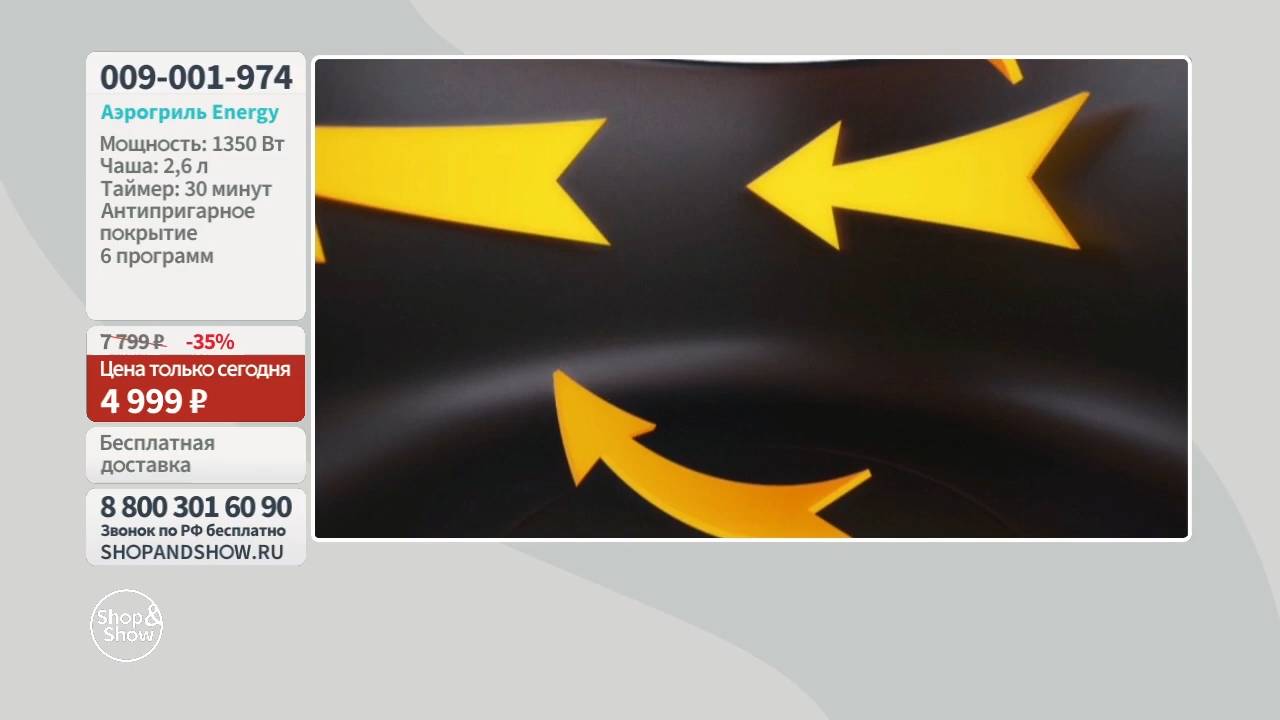 009-001-974
Аэрогриль Energy
Мощность: 1350 Вт
Чаша: 2,6 л
Таймер: 30 минут
Антипригарное
покрытие
6 программ
7 799 ₽ -35%
Цена только сегодня
4 999 ₽
Бесплатная
доставка
8 800 301 60 90
Звонок по РФ бесплатно
SHOPANDSHOW.RU
Shop&
Show